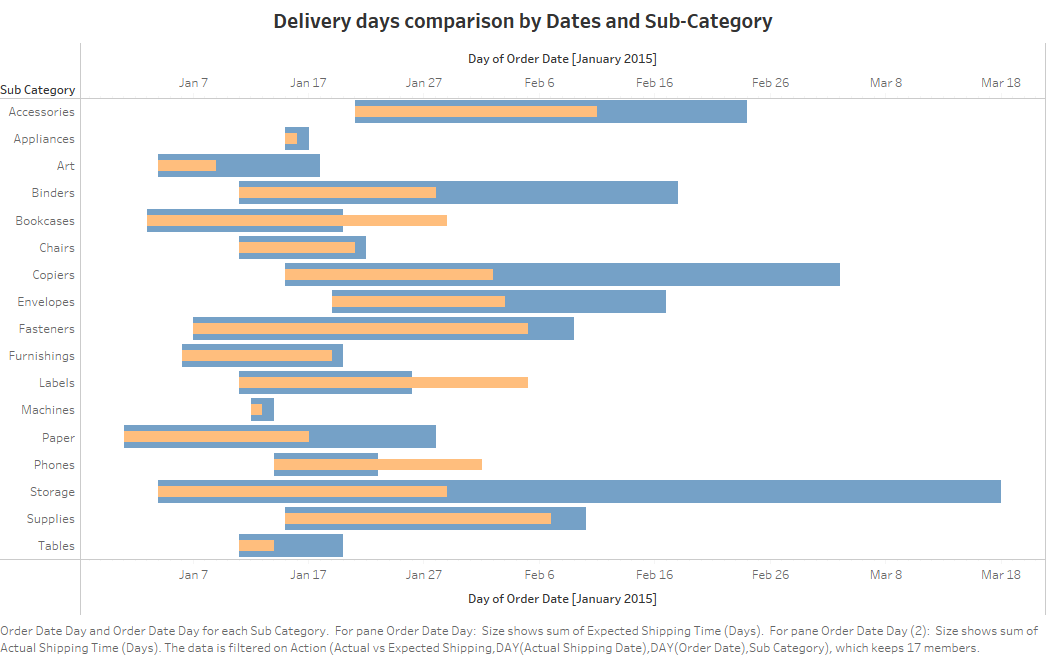 Delivery days comparison by Dates and Sub-Category
Day of Order Date [January 2015]
Sub Category
Jan 7 Jan 17 Jan 27 Feb 6 Feb 16 Feb 26 Mar 8 Mar 18
Accessories
Appliances
Art
Binders
Bookcases
Chairs
Copiers
Envelopes
Fasteners
Furnishings
Labels
Machines
Paper
Phones
Storage
Supplies
Tables
Jan 7 Jan 17 Jan 27 Feb 6 Feb 16 Feb 26 Mar 8 Mar 18
Day of Order Date [January 2015]
Order Date Day and Order Date Day for each Sub Category.  For pane Order Date Day:  Size shows sum of Expected Shipping Time (Days).  For pane Order Date Day (2):  Size shows sum of
Actual Shipping Time (Days). The data is filtered on Action (Actual vs Expected Shipping,DAY(Actual Shipping Date),DAY(Order Date),Sub Category), which keeps 17 members.